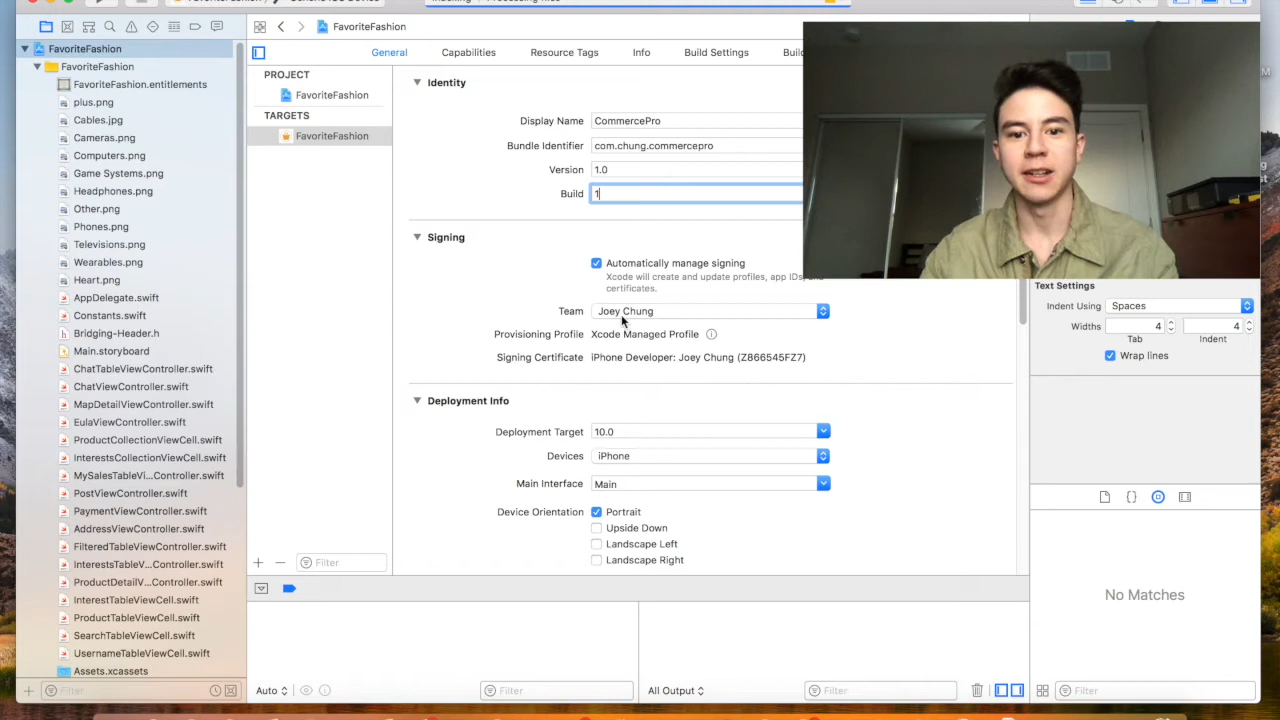 FavoriteFashion
General
Capabilities
Resource Tags
Info
Build Settings
FavoriteFashion
FavoriteFashion
FavoriteFashion.entitlements
plus.png
Cables.jpg
Cameras.png
Computers.png
Game Systems.png
Headphones.png
Other.png
Phones.png
Televisions.png
Wearables.png
Heart.png
AppDelegate.swift
Constants.swift
Bridging-Header.h
Main.storyboard
ChatTableViewController.swift
ChatViewController.swift
MapDetailViewController.swift
EulaViewController.swift
ProductCollectionViewCell.swift
InterestsCollectionViewCell.swift
MySalesTableVi...Controller.swift
PostViewController.swift
PaymentViewController.swift
AddressViewController.swift
FilteredTableViewController.swift
InterestsTableV...Controller.swift
ProductDetailV...Controller.swift
InterestTableViewCell.swift
ProductTableViewCell.swift
SearchTableViewCell.swift
UsernameTableViewCell.swift
Assets.xcassets
Filter
PROJECT
FavoriteFashion
TARGETS
FavoriteFashion
Filter
Identity
Display Name CommercePro
Bundle Identifier com.chung.commercepro
Version 1.0
Build 1
Signing
Automatically manage signing
Xcode will create and update profiles, app IDs, and
certificates.
Team Joey Chung
Provisioning Profile Xcode Managed Profile
Signing Certificate iPhone Developer: Joey Chung (Z866545FZ7)
Deployment Info
Deployment Target 10.0
Devices iPhone
Main Interface Main
Device Orientation Portrait
Upside Down
Landscape Left
Landscape Right
Auto
Filter
All Output
Filter
Text Settings
Indent Using Spaces
Widths 4 4
Tab Indent
Wrap lines
No Matches
Filter